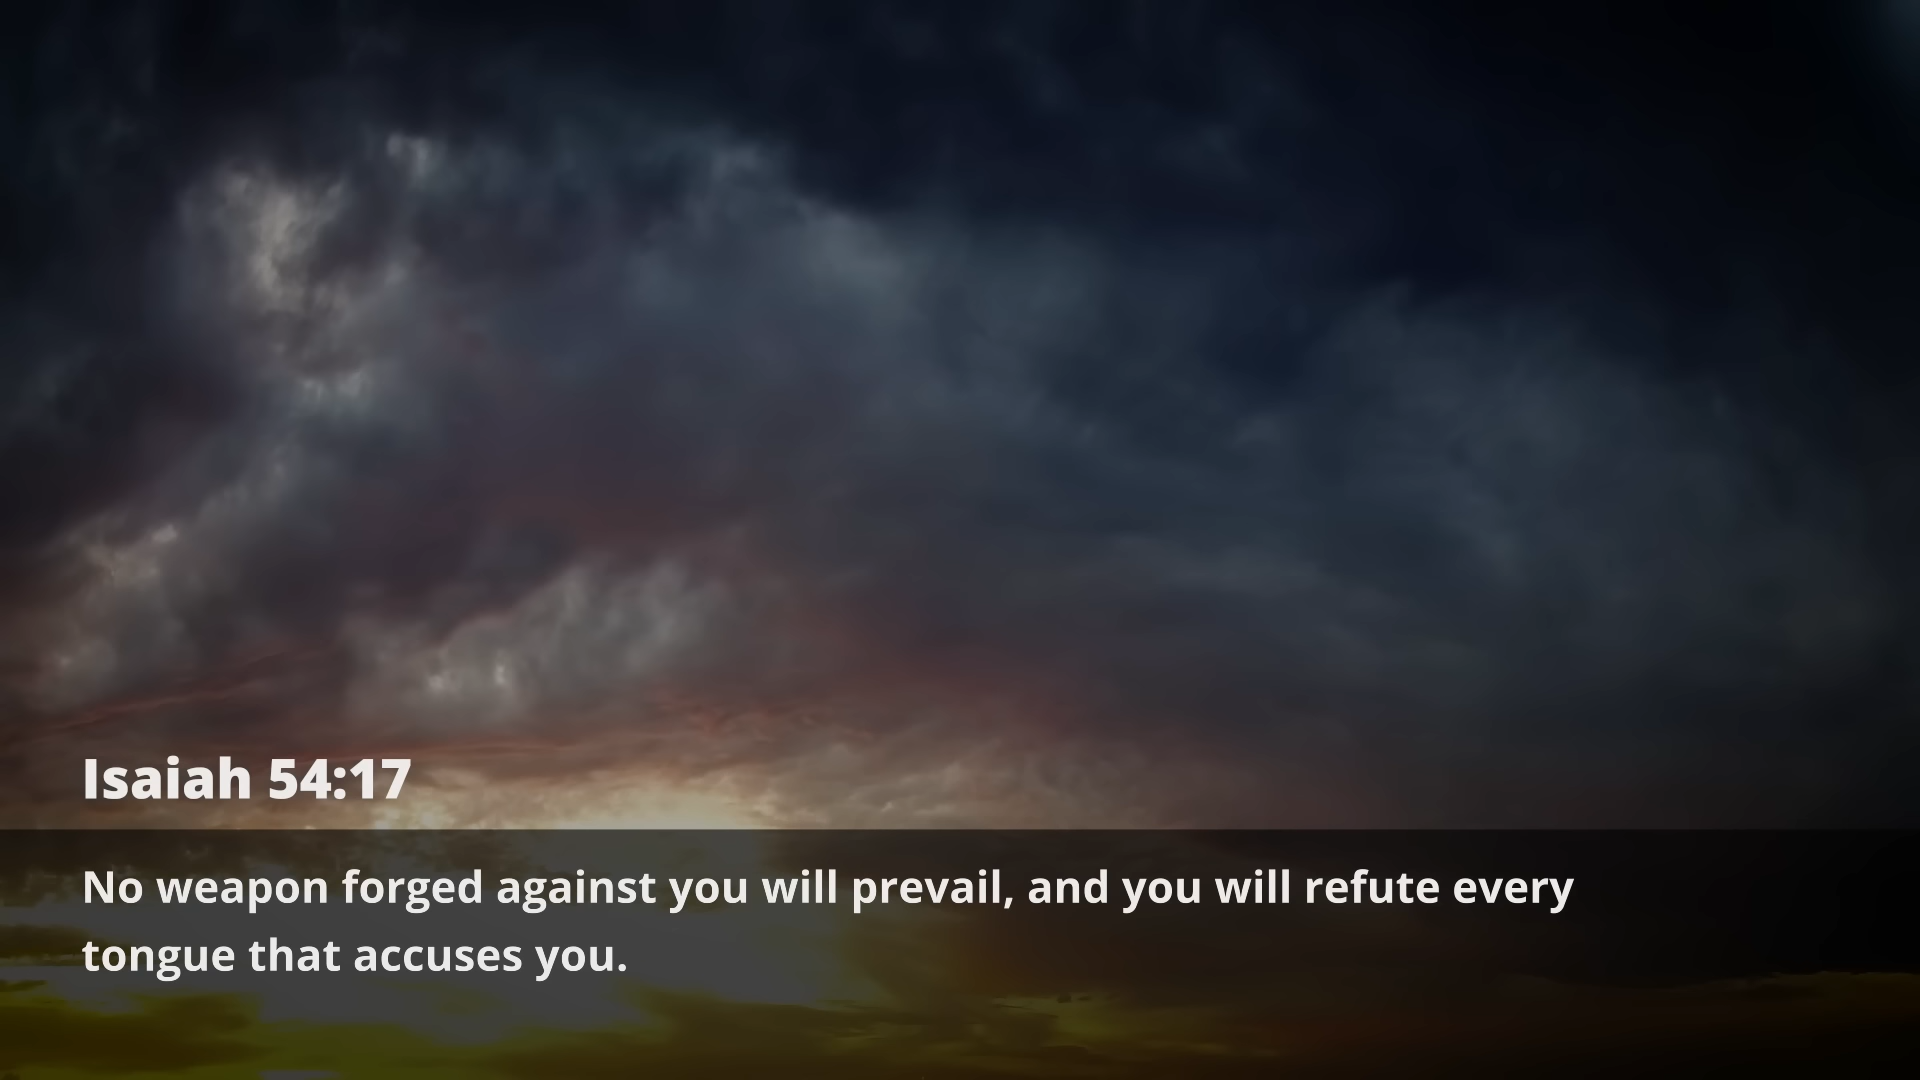 Isaiah 54:17
No weapon forged against you will prevail, and you will refute every
tongue that accuses you.